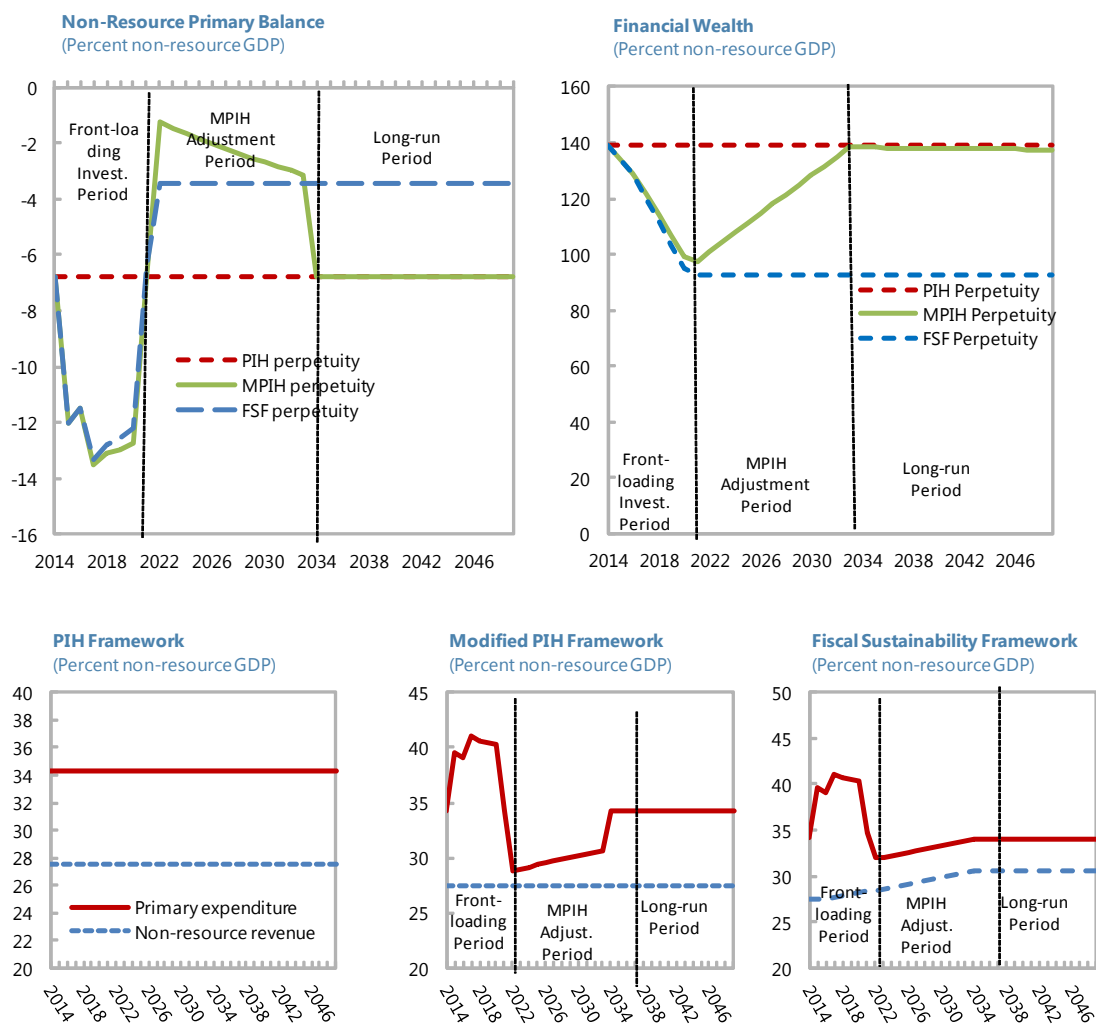 Non-Resource Primary Balance
(Percent non-resource GDP)
0
-2
-4
-6
-8
-10
-12
-14
-16
Front-loa
ding
Invest.
Period
MPIH
Adjustment
Period
Long-run
Period
PIH perpetuity
MPIH perpetuity
FSF perpetuity
2014 2018 2022 2026 2030 2034 2038 2042 2046
Financial Wealth
(Percent non-resource GDP)
160
140
120
100
80
60
40
20
0
PIH Perpetuity
MPIH Perpetuity
FSF Perpetuity
Front-
loading
Invest.
Period
MPIH
Adjustment
Period
Long-run
Period
2014 2018 2022 2026 2030 2034 2038 2042 2046
PIH Framework
(Percent non-resource GDP)
40
38
36
34
32
30
28
26
24
22
20
Primary expenditure
Non-resource revenue
2014 2018 2022 2026 2030 2034 2038 2042 2046
Modified PIH Framework
(Percent non-resource GDP)
45
40
35
30
25
20
Front-
loading
Period
MPIH
Adjust.
Period
Long-run
Period
2014 2018 2022 2026 2030 2034 2038 2042 2046
Fiscal Sustainability Framework
(Percent non-resource GDP)
50
45
40
35
30
25
20
Front-
loading
Period
MPIH
Adjust.
Period
Long-run
Period
2014 2018 2022 2026 2030 2034 2038 2042 2046